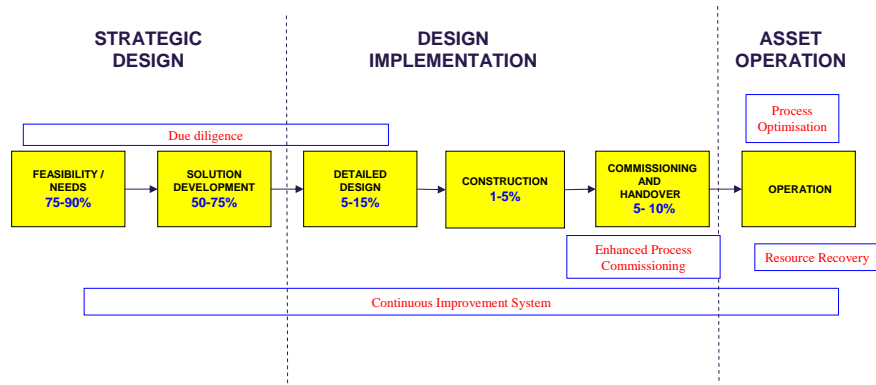 STRATEGIC
DESIGN
DESIGN
IMPLEMENTATION
ASSET
OPERATION
Process
Optimisation
Due diligence
FEASIBILITY /
NEEDS
75-90%
SOLUTION
DEVELOPMENT
50-75%
DETAILED
DESIGN
5-15%
CONSTRUCTION
1-5%
COMMISSIONING
AND
HANDOVER
5- 10%
OPERATION
Enhanced Process
Commissioning
Resource Recovery
Continuous Improvement System